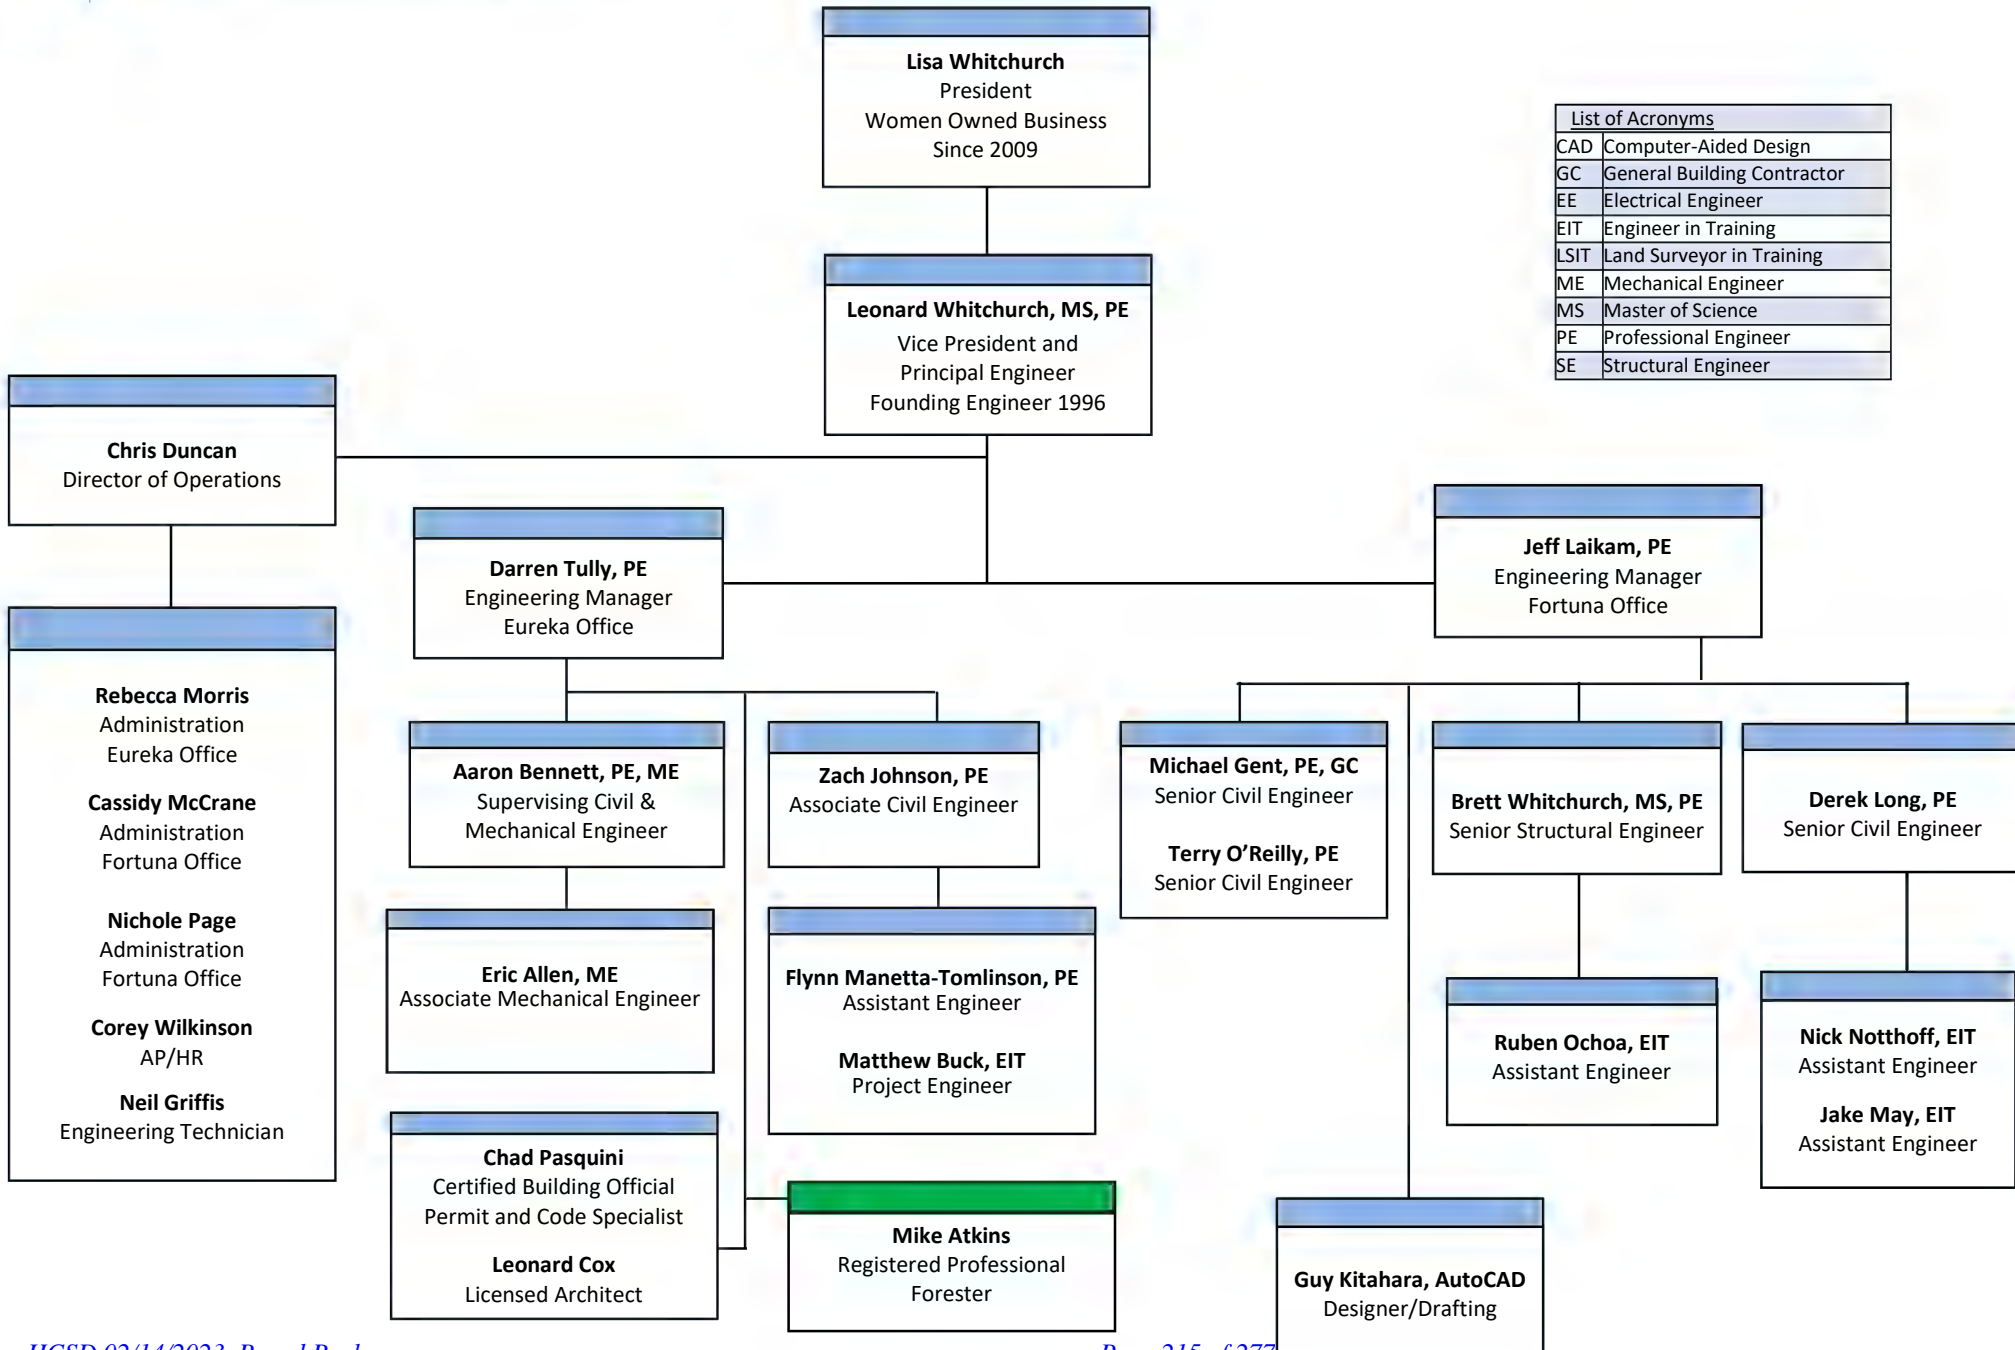 Lisa Whitchurch
President
Women Owned Business
Since 2009
List of Acronyms
CAD Computer-Aided Design
GC General Building Contractor
EE Electrical Engineer
EIT Engineer in Training
LSIT Land Surveyor in Training
ME Mechanical Engineer
MS Master of Science
PE Professional Engineer
SE Structural Engineer
Leonard Whitchurch, MS, PE
Vice President and
Principal Engineer
Founding Engineer 1996
Chris Duncan
Director of Operations
Darren Tully, PE
Engineering Manager
Eureka Office
Jeff Laikam, PE
Engineering Manager
Fortuna Office
Rebecca Morris
Administration
Eureka Office
Cassidy McCrane
Administration
Fortuna Office
Nichole Page
Administration
Fortuna Office
Corey Wilkinson
AP/HR
Neil Griffis
Engineering Technician
Aaron Bennett, PE, ME
Supervising Civil &
Mechanical Engineer
Zach Johnson, PE
Associate Civil Engineer
Michael Gent, PE, GC
Senior Civil Engineer
Terry O’Reilly, PE
Senior Civil Engineer
Brett Whitchurch, MS, PE
Senior Structural Engineer
Derek Long, PE
Senior Civil Engineer
Eric Allen, ME
Associate Mechanical Engineer
Flynn Manetta-Tomlinson, PE
Assistant Engineer
Matthew Buck, EIT
Project Engineer
Ruben Ochoa, EIT
Assistant Engineer
Nick Notthoff, EIT
Assistant Engineer
Jake May, EIT
Assistant Engineer
Chad Pasquini
Certified Building Official
Permit and Code Specialist
Leonard Cox
Licensed Architect
Mike Atkins
Registered Professional
Forester
Guy Kitahara, AutoCAD
Designer/Drafting
HCSD 02/14/2023 Board
Page 215 of 277